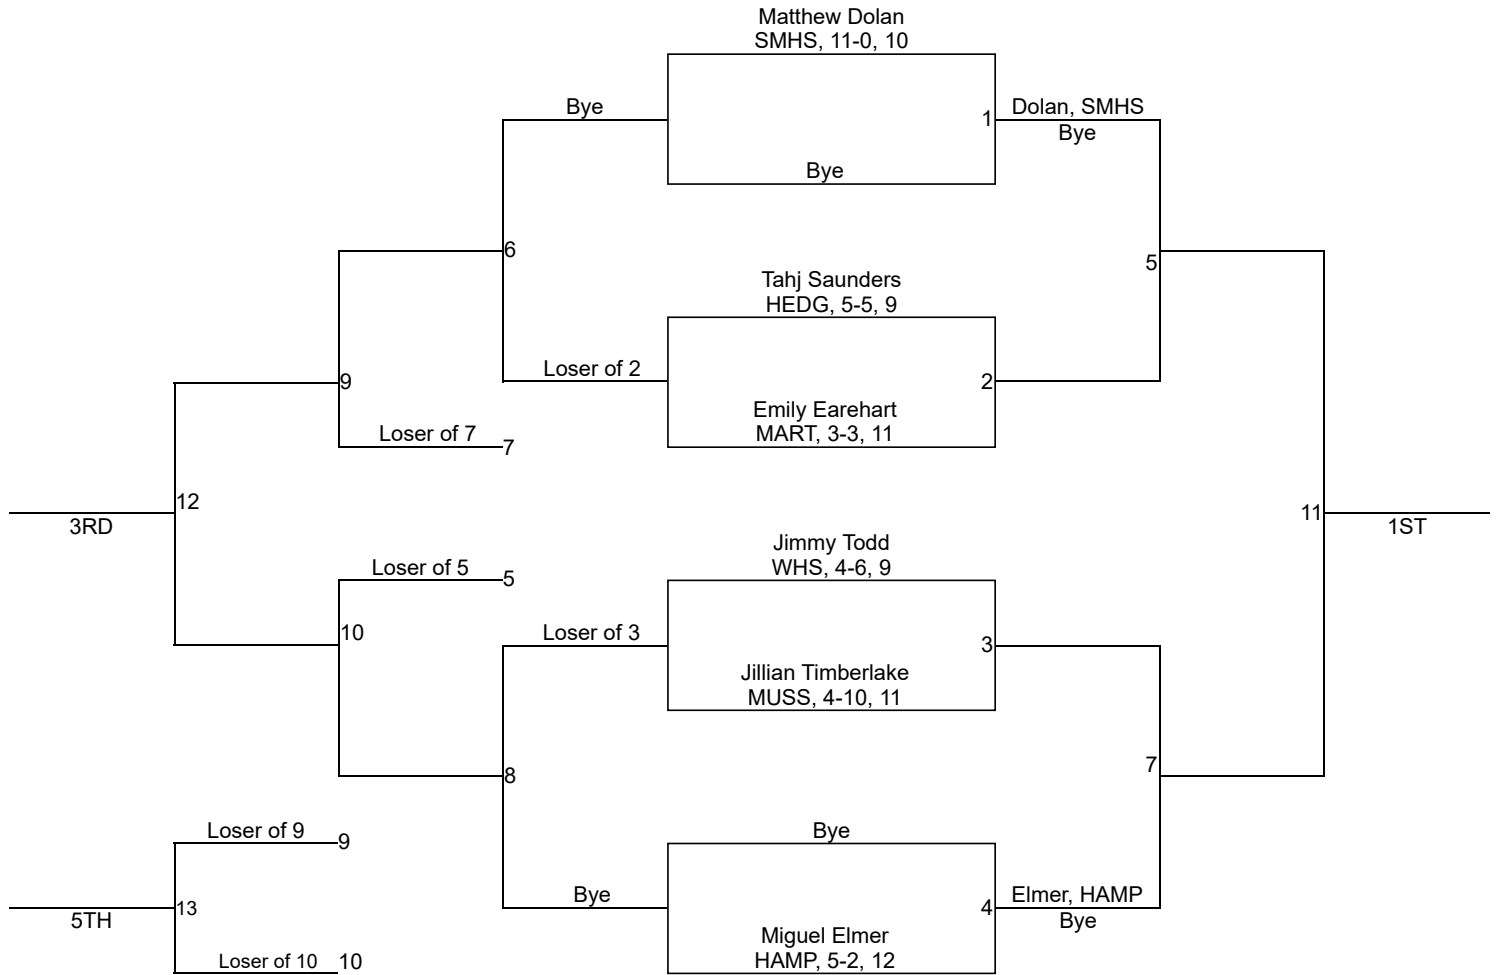 Matthew Dolan
SMHS, 11-0, 10
Bye
1
Dolan, SMHS
Bye
Bye
6
5
Tahj Saunders
HEDG, 5-5, 9
Loser of 2
2
9
Emily Earehart
MART, 3-3, 11
Loser of 7
7
12
3RD
11
1ST
Jimmy Todd
WHS, 4-6, 9
Loser of 5
5
10
Loser of 3
3
Jillian Timberlake
MUSS, 4-10, 11
8
7
Loser of 9
9
Bye
Bye
4
Elmer, HAMP
Bye
13
5TH
Miguel Elmer
HAMP, 5-2, 12
Loser of 10
10